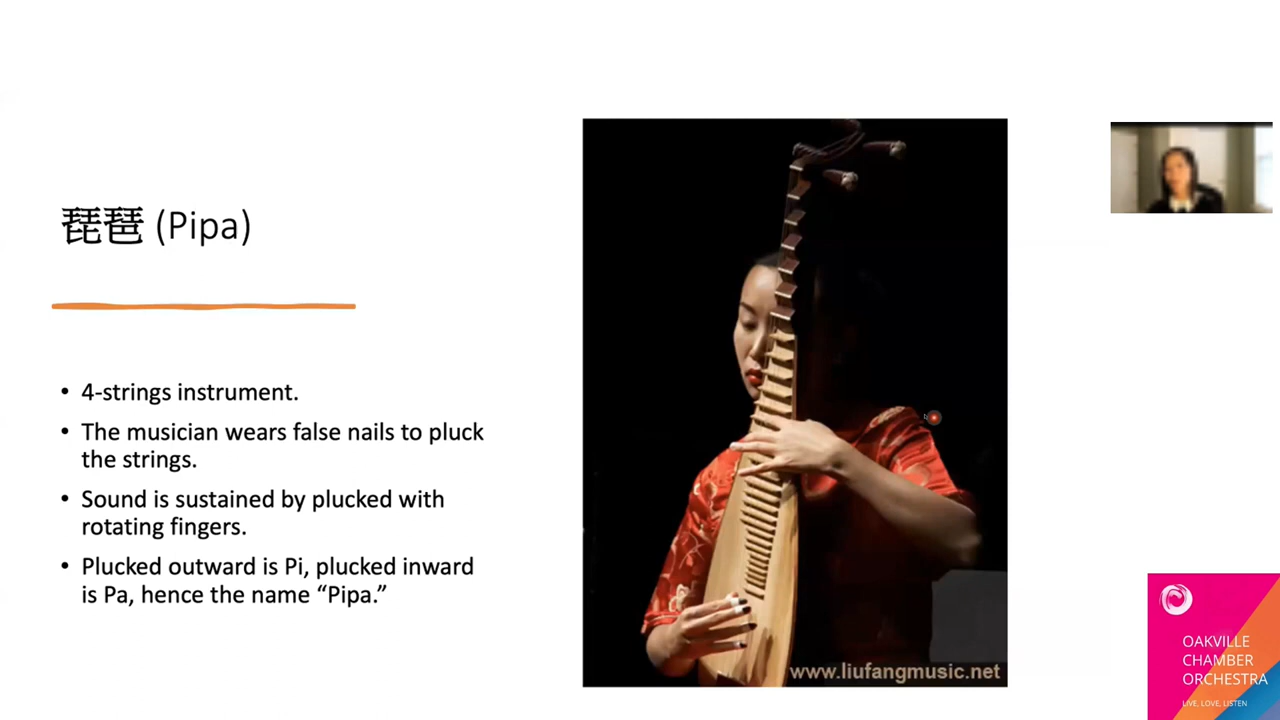 琵琶 (Pipa)
• 4-strings instrument.
• The musician wears false nails to pluck
the strings.
• Sound is sustained by plucked with
rotating fingers.
• Plucked outward is Pi, plucked inward
is Pa, hence the name “Pipa.”
www.liufangmusic.net
OAKVILLE
CHAMBER
ORCHESTRA
LIVE, LOVE, LISTEN